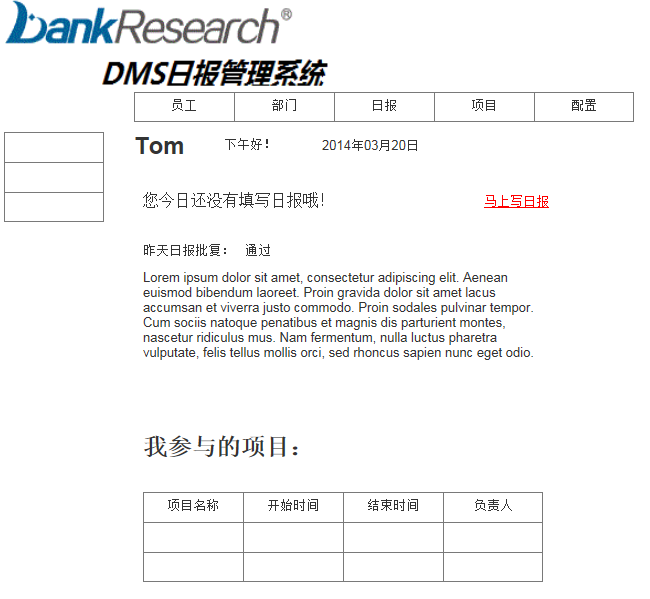 bankResearch®
DMS日报管理系统
员工 部门 日报 项目 配置
Tom 下午好! 2014年03月20日
您今日还没有填写日报哦! 马上写日报
昨天日报批复： 通过
Lorem ipsum dolor sit amet, consectetur adipiscing elit. Aenean
euismod bibendum laoreet. Proin gravida dolor sit amet lacus
accumsan et viverra justo commodo. Proin sodales pulvinar tempor.
Cum sociis natoque penatibus et magnis dis parturient montes,
nascetur ridiculus mus. Nam fermentum, nulla luctus pharetra
vulputate, felis tellus mollis orci, sed rhoncus sapien nunc eget odio.
我参与的项目：
项目名称 开始时间 结束时间 负责人